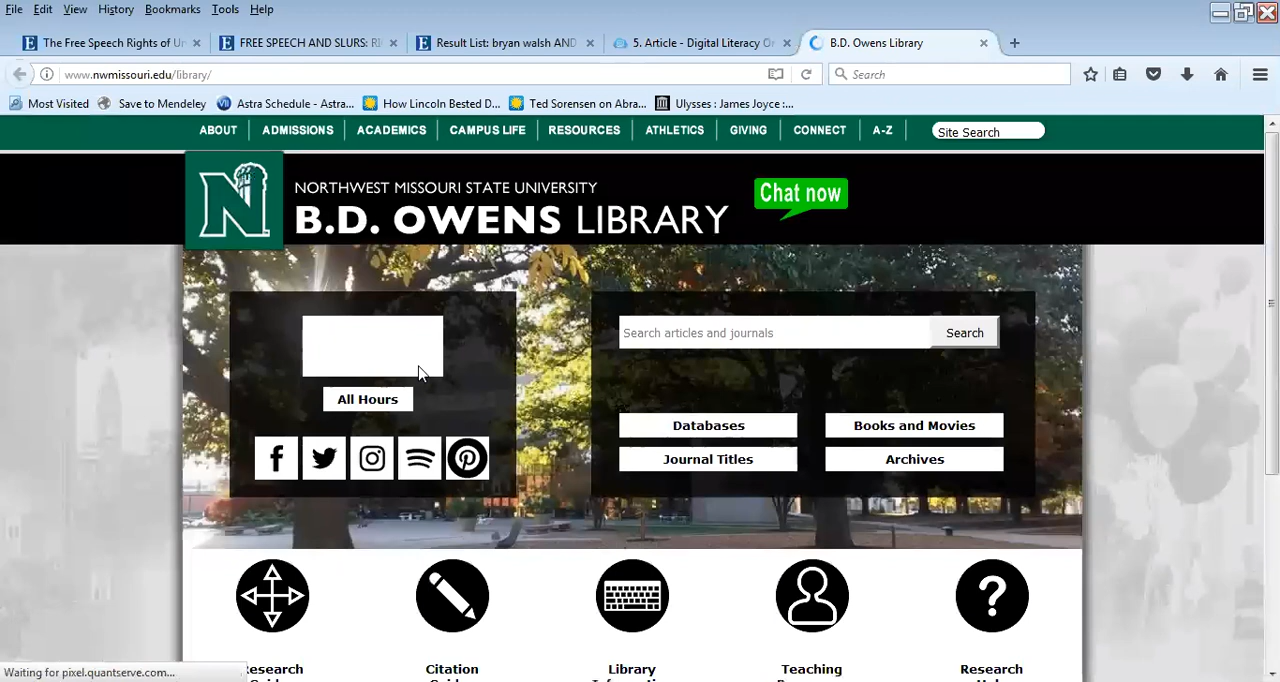 File Edit View History Bookmarks Tools Help
The Free Speech Rights of Un FREE SPEECH AND SLURS: RI Result List: bryan walsh AND 5. Article - Digital Literacy Or B.D. Owens Library
www.nwmissouri.edu/library/ Search
Most Visited Save to Mendeley Astra Schedule - Astra... How Lincoln Bested D... Ted Sorensen on Abra... Ulysses : James Joyce :...
ABOUT ADMISSIONS ACADEMICS CAMPUS LIFE RESOURCES ATHLETICS GIVING CONNECT A-Z Site Search
N
NORTHWEST MISSOURI STATE UNIVERSITY
B.D. OWENS LIBRARY
Chat now
Search articles and journals Search
All Hours
Databases Books and Movies
Journal Titles Archives
Research Citation Library Teaching Research
Waiting for pixel.quantserve.com...